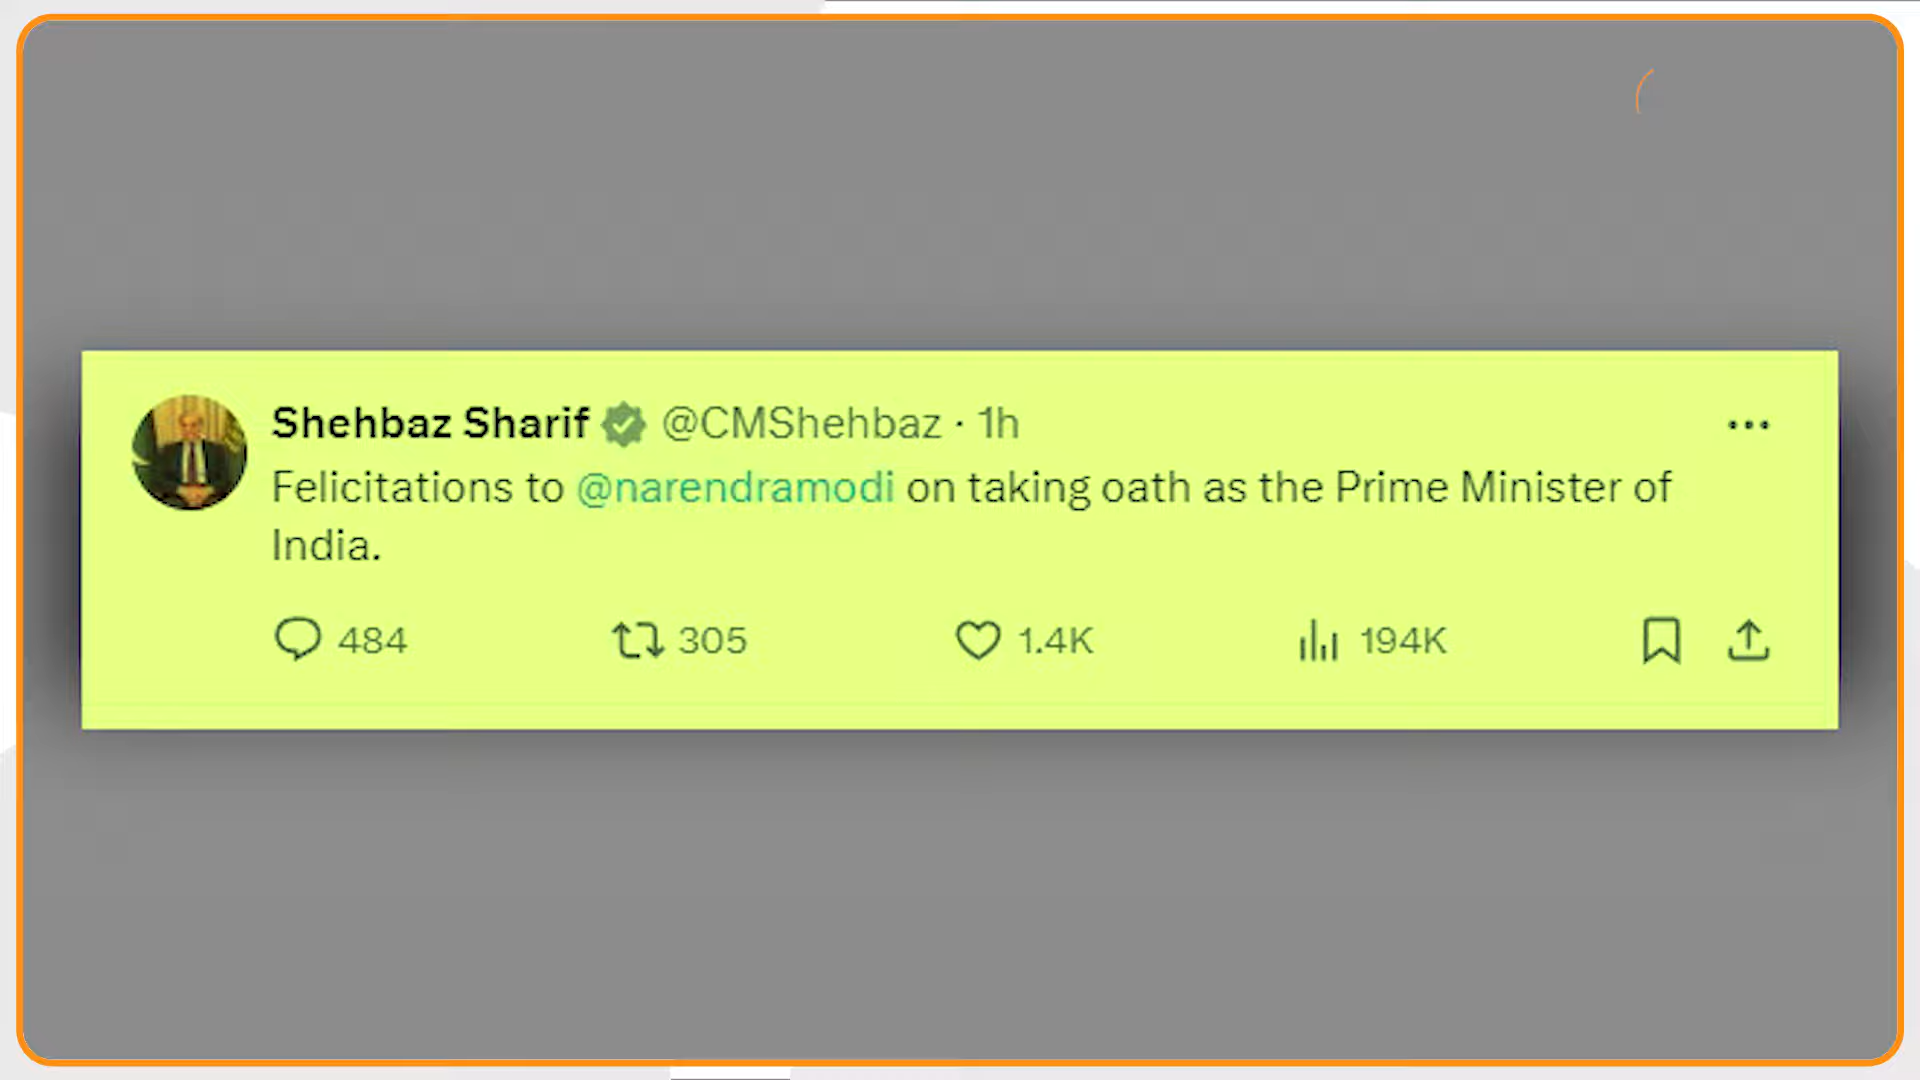 Shehbaz Sharif @CMShehbaz · 1h
Felicitations to @narendramodi on taking oath as the Prime Minister of
India.
484 305 1.4K 194K